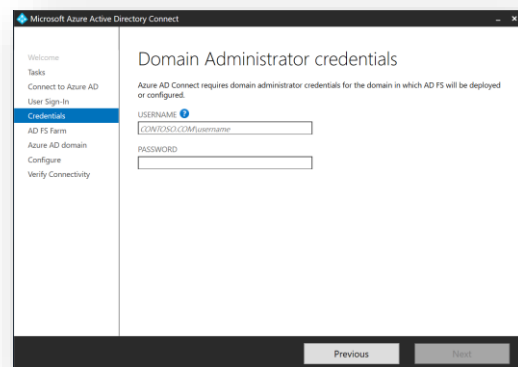 Microsoft Azure Active Directory Connect
Welcome
Tasks
Connect to Azure AD
User Sign-In
Credentials
AD FS Farm
Azure AD domain
Configure
Verify Connectivity
Domain Administrator credentials
Azure AD Connect requires domain administrator credentials for the domain in which AD FS will be deployed
or configured.
USERNAME ?
CONTOSO.COM\username
PASSWORD
Previous
Next